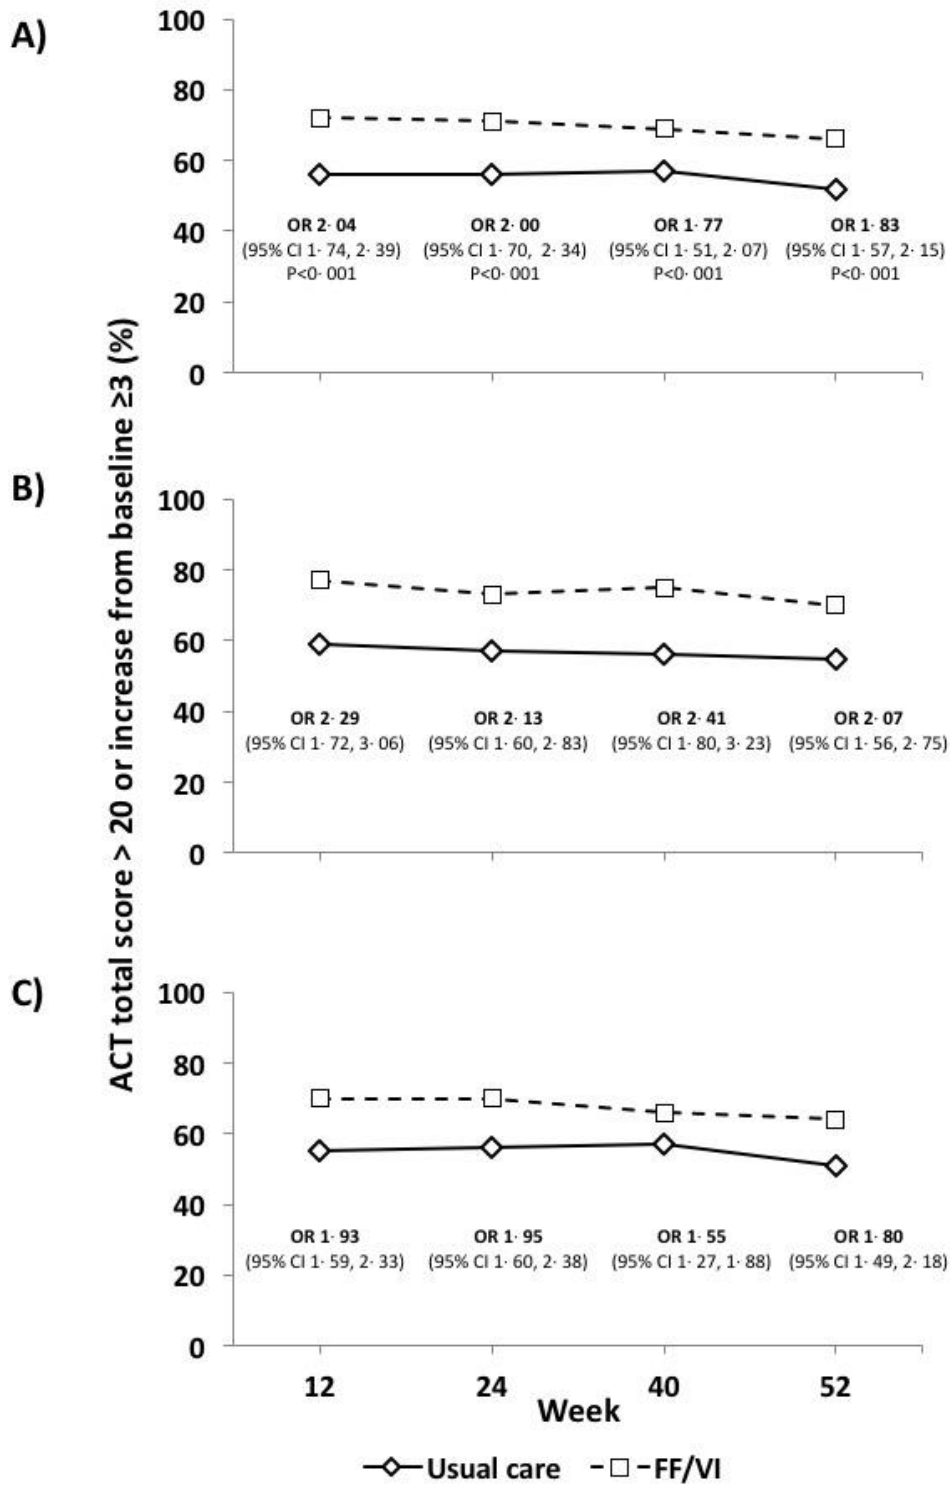 A)
100
80
60
40
20
0
OR 2· 04
(95% CI 1· 74, 2· 39)
P<0· 001
OR 2· 00
(95% CI 1· 70, 2· 34)
P<0· 001
OR 1· 77
(95% CI 1· 51, 2· 07)
P<0· 001
OR 1· 83
(95% CI 1· 57, 2· 15)
P<0· 001
ACT total score > 20 or increase from baseline ≥3 (%)
B)
100
80
60
40
20
0
OR 2· 29
(95% CI 1· 72, 3· 06)
OR 2· 13
(95% CI 1· 60, 2· 83)
OR 2· 41
(95% CI 1· 80, 3· 23)
OR 2· 07
(95% CI 1· 56, 2· 75)
C)
100
80
60
40
20
0
OR 1· 93
(95% CI 1· 59, 2· 33)
OR 1· 95
(95% CI 1· 60, 2· 38)
OR 1· 55
(95% CI 1· 27, 1· 88)
OR 1· 80
(95% CI 1· 49, 2· 18)
12 24 40 52
Week
Usual care FF/VI